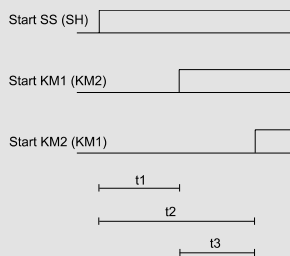 Start SS (SH)
Start KM1 (KM2)
Start KM2 (KM1)
t1
t2
t3